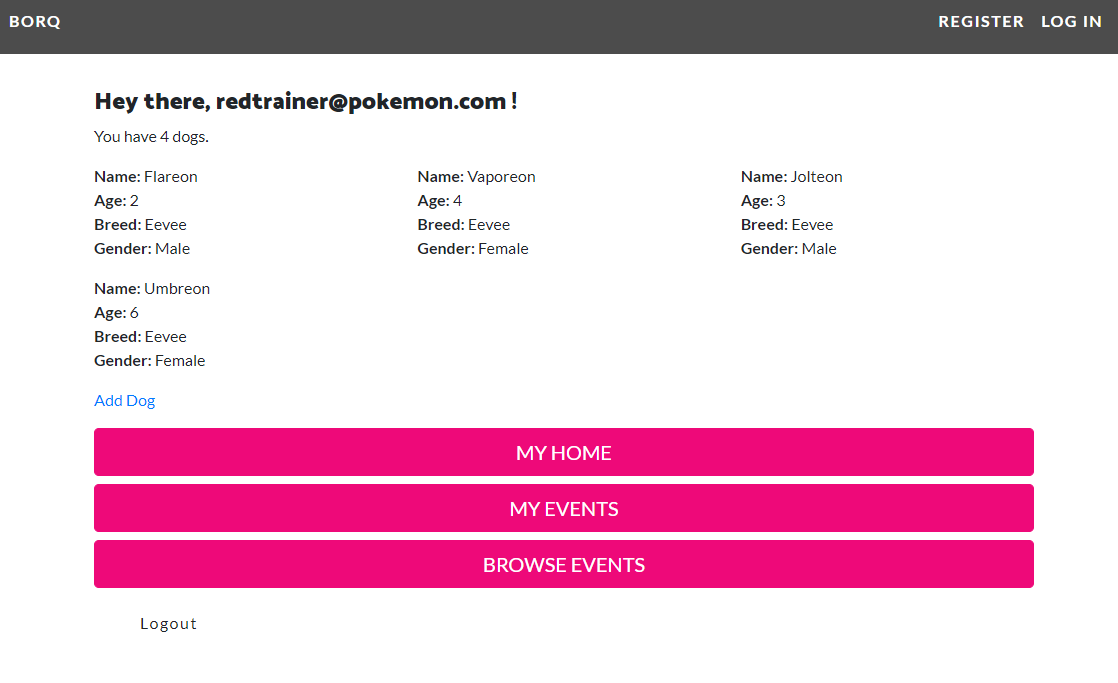 BORQ
REGISTER LOG IN
Hey there, redtrainer@pokemon.com !
You have 4 dogs.
Name: Flareon
Age: 2
Breed: Eevee
Gender: Male
Name: Vaporeon
Age: 4
Breed: Eevee
Gender: Female
Name: Jolteon
Age: 3
Breed: Eevee
Gender: Male
Name: Umbreon
Age: 6
Breed: Eevee
Gender: Female
Add Dog
MY HOME
MY EVENTS
BROWSE EVENTS
Logout